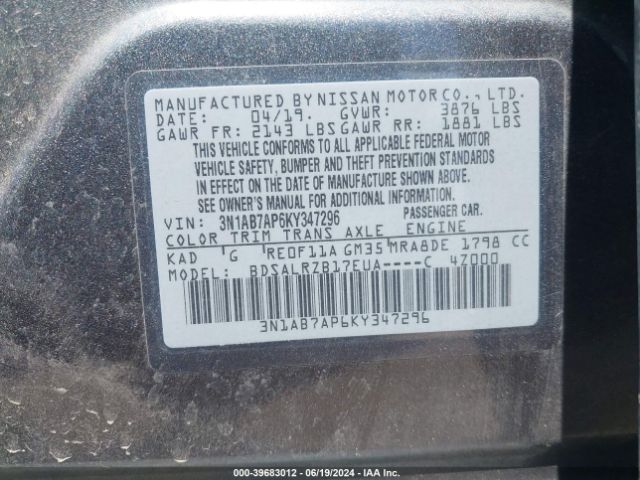 MANUFACTURED BY NISSAN MOTOR CO., LTD.
DATE: 04/19. GVWR: 3876 LBS
GAWR FR: 2143 LBS GAWR RR: 1881 LBS
THIS VEHICLE CONFORMS TO ALL APPLICABLE FEDERAL MOTOR
VEHICLE SAFETY, BUMPER AND THEFT PREVENTION STANDARDS
IN EFFECT ON THE DATE OF MANUFACTURE SHOWN ABOVE.
SEE OWNER'S MANUAL FOR ADDITIONAL INFORMATION.
VIN: 3N1AB7AP6KY347296 PASSENGER CAR.
COLOR TRIM TRANS AXLE ENGINE
KAD 'G 'RE0F11A GM35'MRA8DE 1798 CC
MODEL: BDSALRZB17EUA----C 4Z000
3N1AB7AP6KY347296
000-39683012 - 06/19/2024 - IAA Inc.